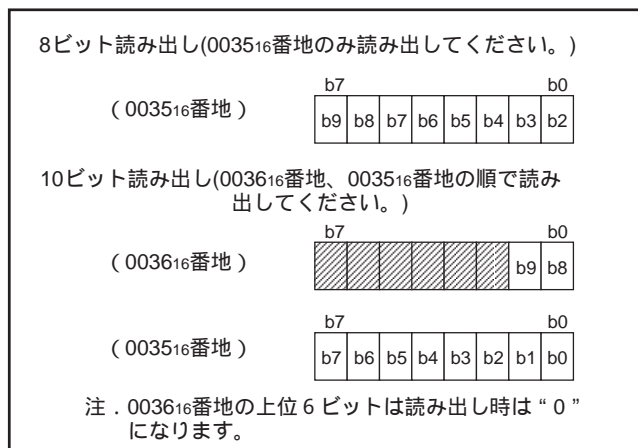 8ビット読み出し(0035₁₆番地のみ読み出してください。)
b7 b0
(0035₁₆番地) b9 b8 b7 b6 b5 b4 b3 b2
10ビット読み出し(0036₁₆番地、0035₁₆番地の順で読み
出してください。)
b7 b0
(0036₁₆番地) b9 b8
b7 b0
(0035₁₆番地) b7 b6 b5 b4 b3 b2 b1 b0
注.0036₁₆番地の上位6ビットは読み出し時は“0”
になります。